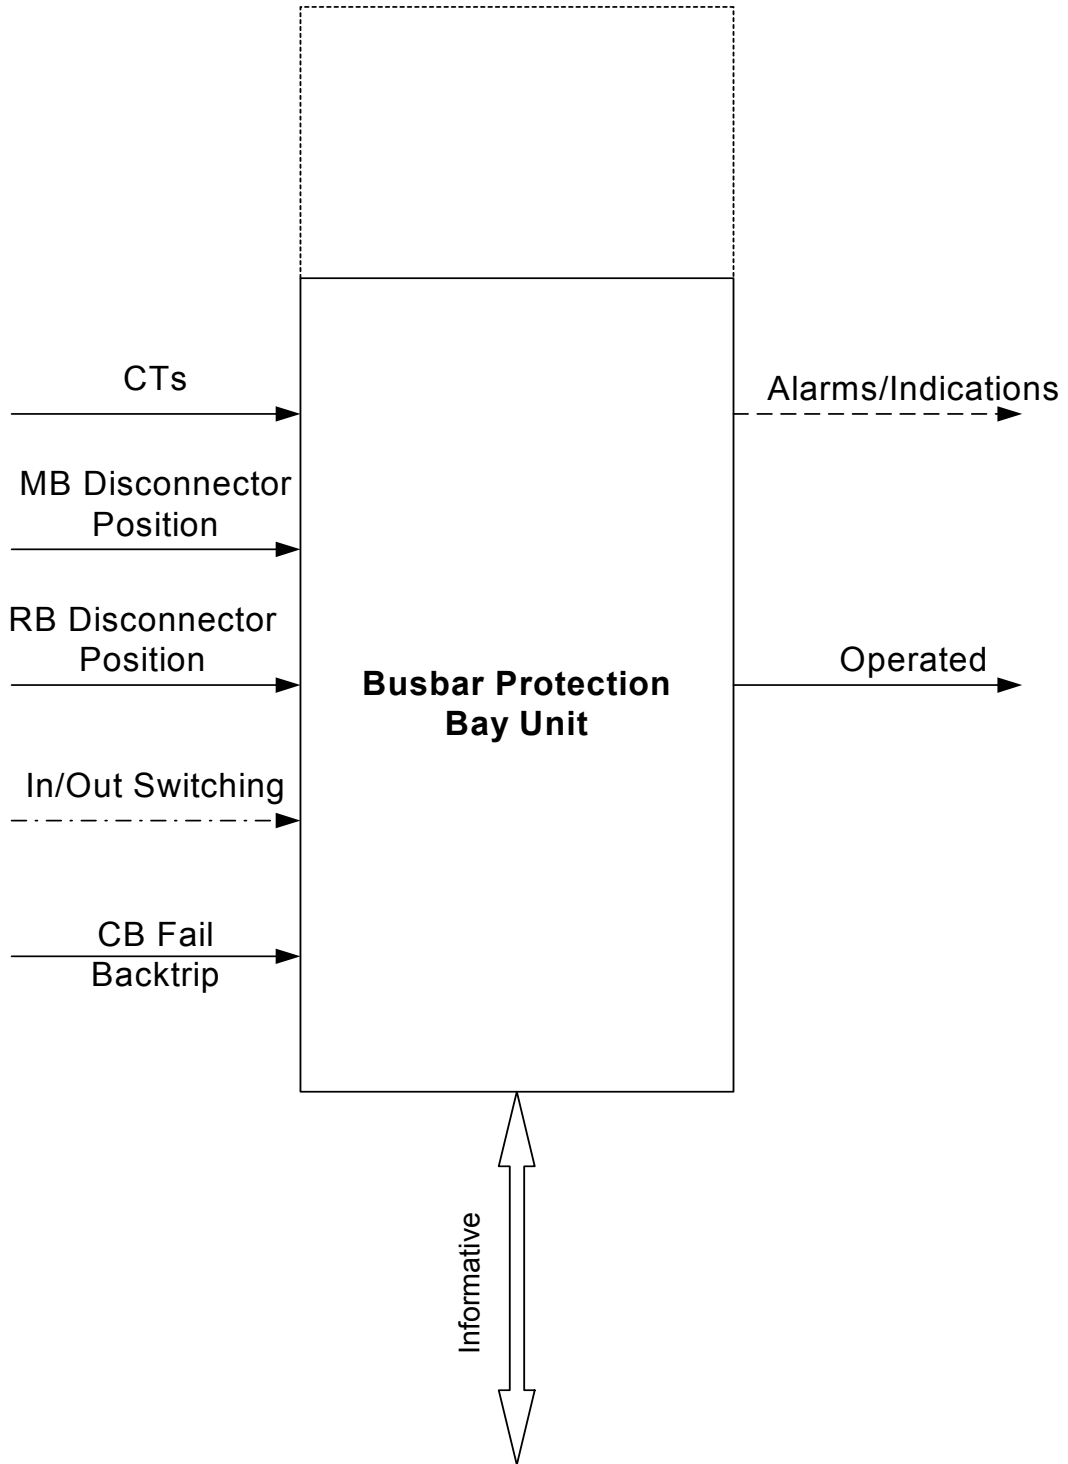 CTs
MB Disconnector
Position
RB Disconnector
Position
In/Out Switching
CB Fail
Backtrip
Busbar Protection
Bay Unit
Alarms/Indications
Operated
Informative